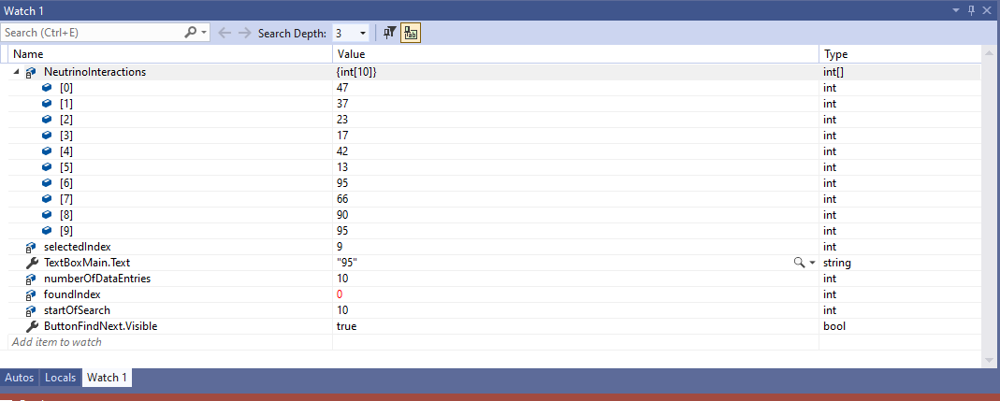 Watch 1
Search (Ctrl+E) Search Depth: 3
Name Value Type
NeutrinoInteractions {int[10]} int[]
[0] 47 int
[1] 37 int
[2] 23 int
[3] 17 int
[4] 42 int
[5] 13 int
[6] 95 int
[7] 66 int
[8] 90 int
[9] 95 int
selectedIndex 9 int
TextBoxMain.Text "95" string
numberOfDataEntries 10 int
foundIndex 0 int
startOfSearch 10 int
ButtonFindNext.Visible true bool
Add item to watch
Autos Locals Watch 1